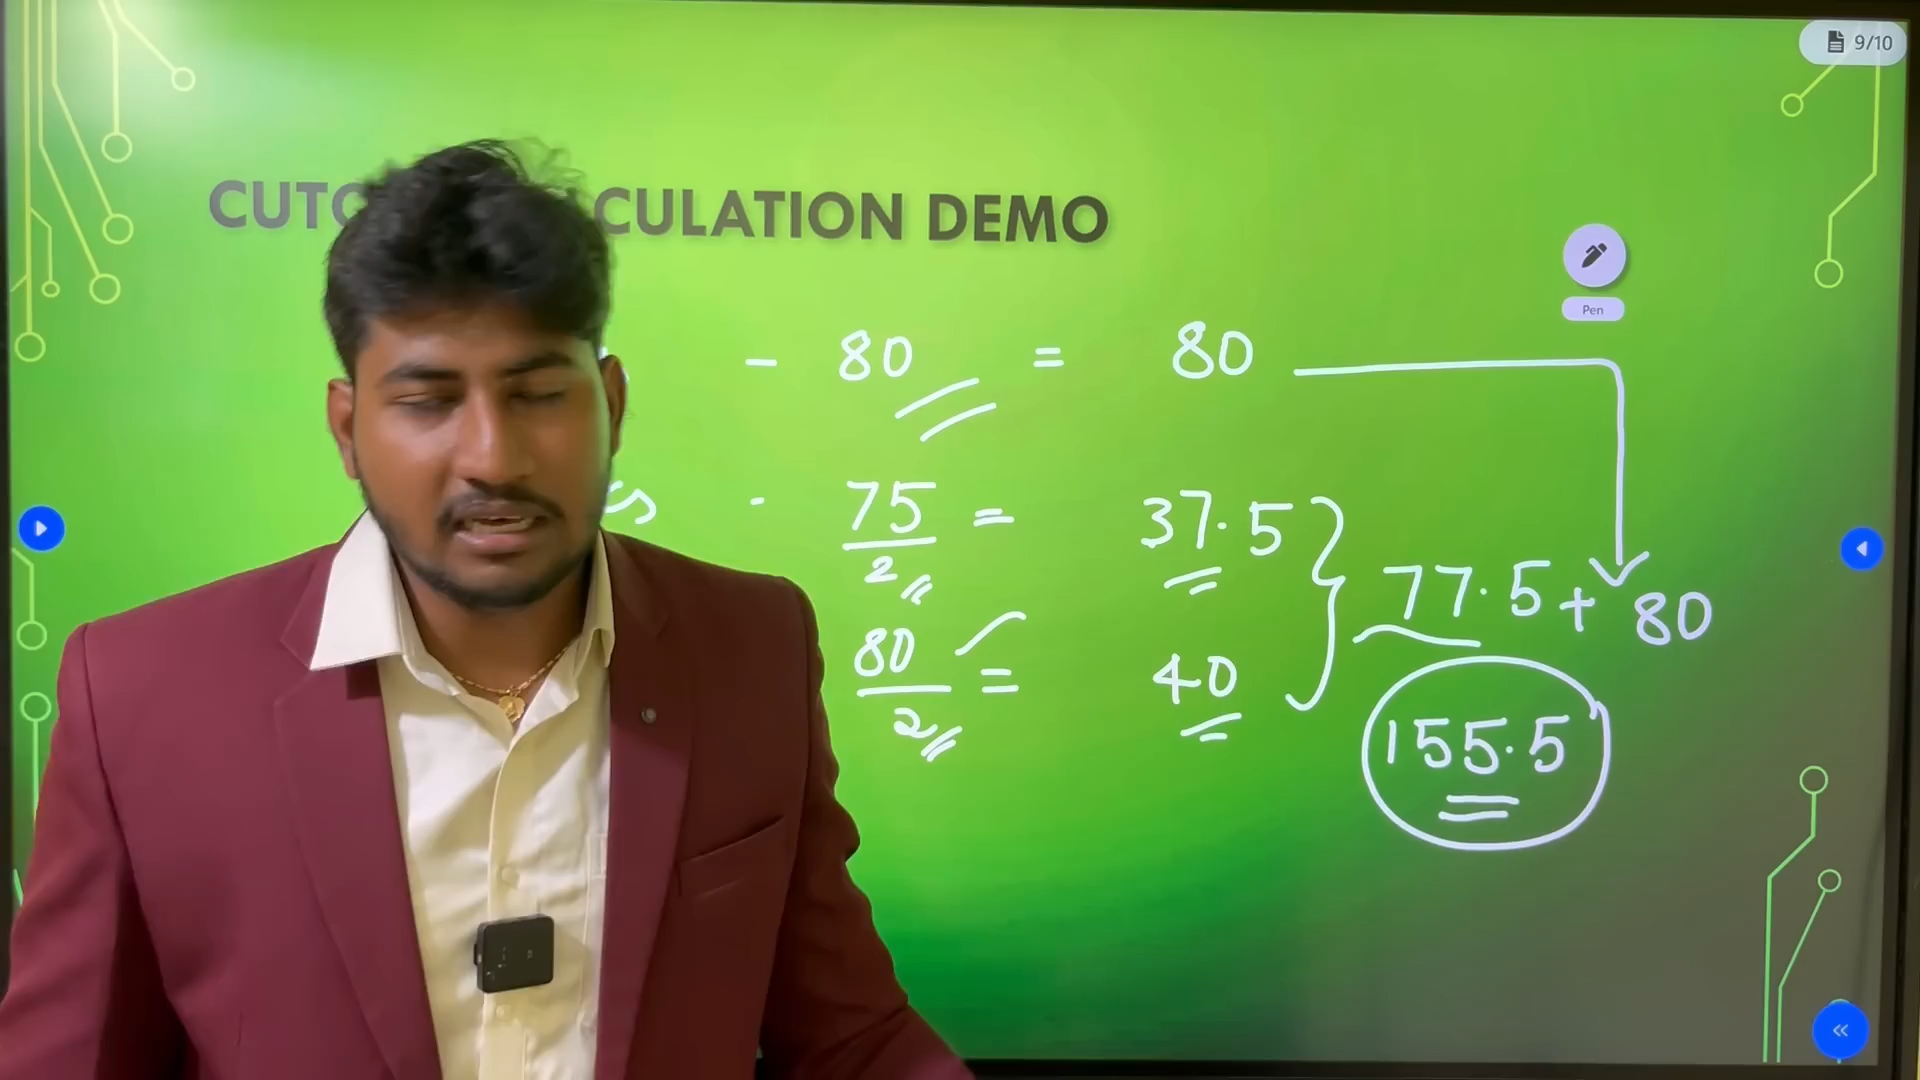 9/10
CULATION DEMO
Pen
- 80 = 80
- 75/2 = 37.5
77.5 + 80
80/2 = 40
155.5